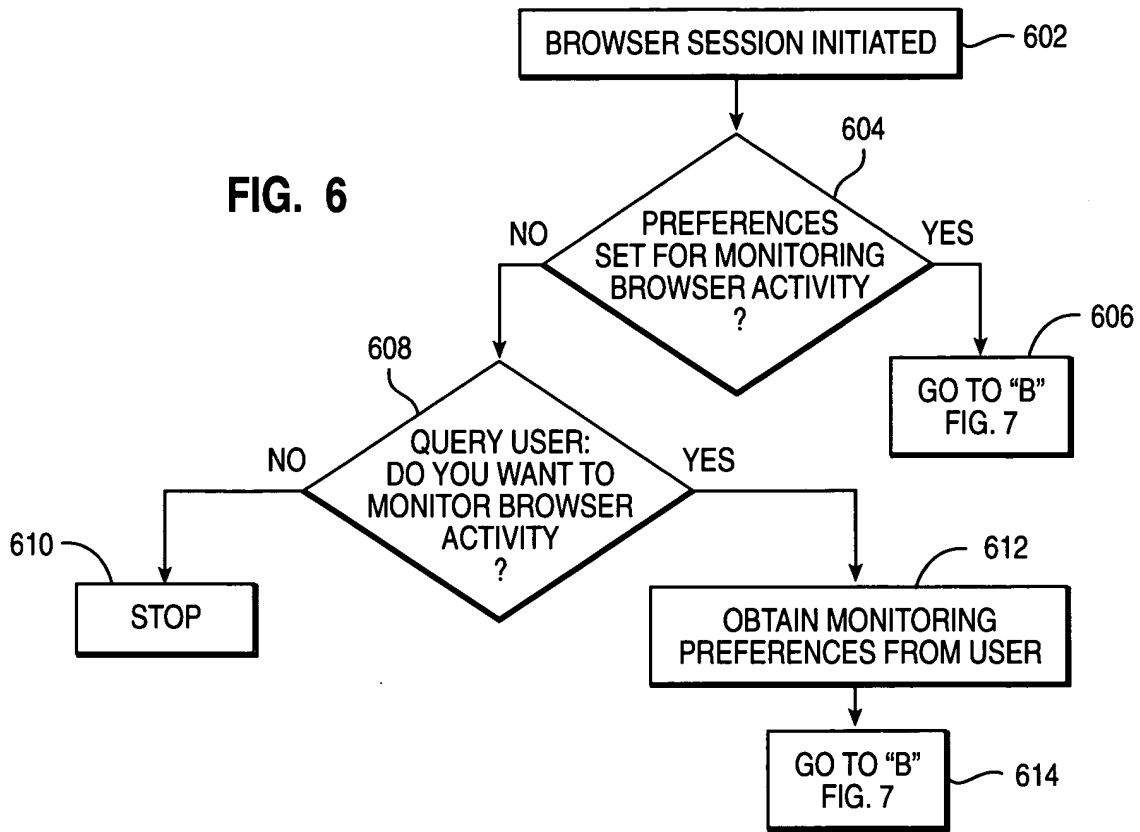 BROWSER SESSION INITIATED
602
604
FIG. 6
NO
PREFERENCES
SET FOR MONITORING
BROWSER ACTIVITY
?
YES
606
GO TO “B”
FIG. 7
608
NO
QUERY USER:
DO YOU WANT TO
MONITOR BROWSER
ACTIVITY
?
YES
610
STOP
612
OBTAIN MONITORING
PREFERENCES FROM USER
GO TO “B”
FIG. 7
614